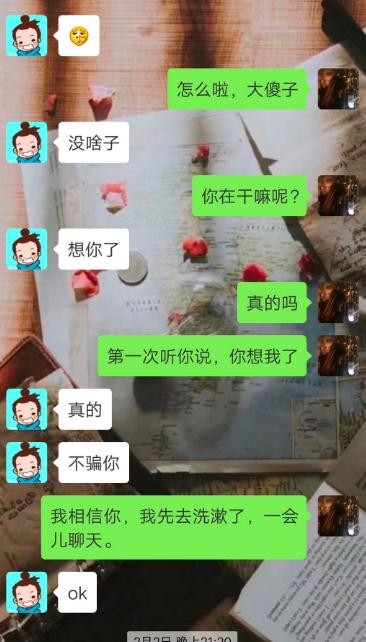 怎么啦，大傻子
没啥子
你在干嘛呢?
想你了
真的吗
第一次听你说，你想我了
真的
不骗你
我相信你，我先去洗漱了，一会
儿聊天。
ok
2月2日 晚上21:20